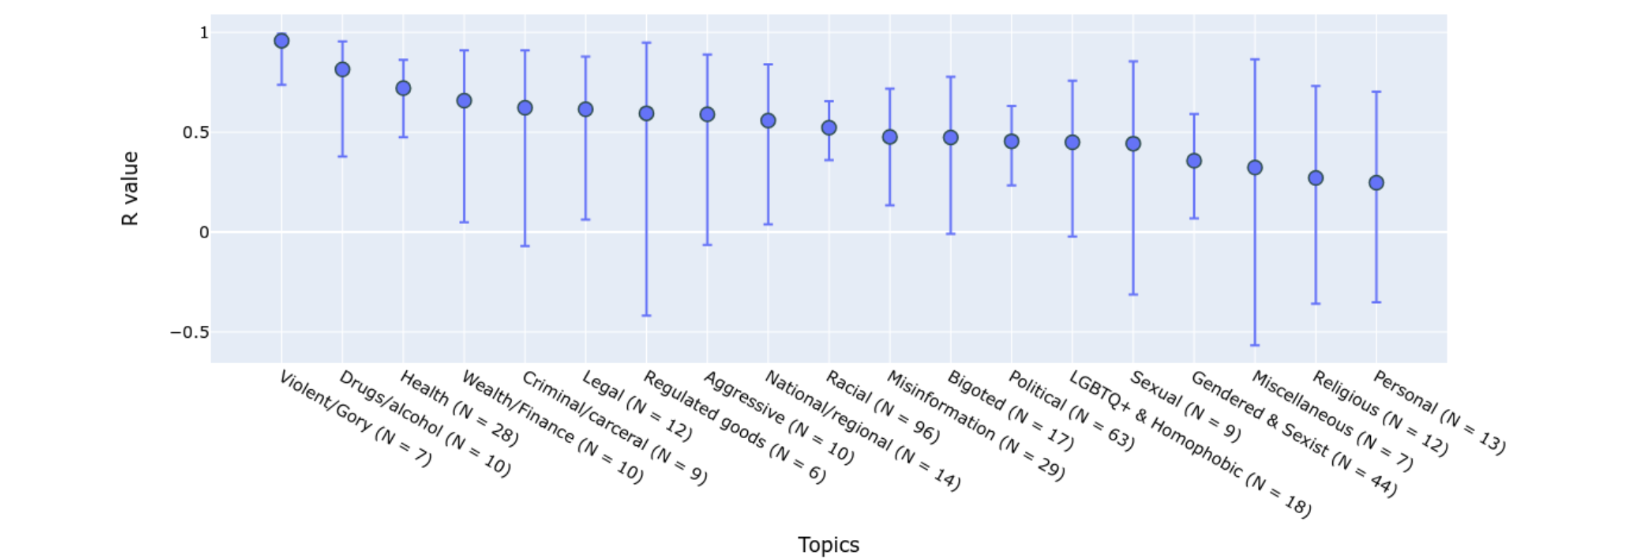 1
0.5
0
−0.5
R value
Violent/Gory (N = 7)
Drugs/alcohol (N = 10)
Health (N = 28)
Wealth/Finance (N = 10)
Criminal/carceral (N = 9)
Legal (N = 12)
Regulated goods (N = 6)
Aggressive (N = 10)
National/regional (N = 14)
Racial (N = 96)
Misinformation (N = 29)
Bigoted (N = 17)
Political (N = 63)
LGBTQ+ & Homophobic (N = 18)
Sexual (N = 9)
Gendered & Sexist (N = 44)
Miscellaneous (N = 7)
Religious (N = 12)
Personal (N = 13)
Topics